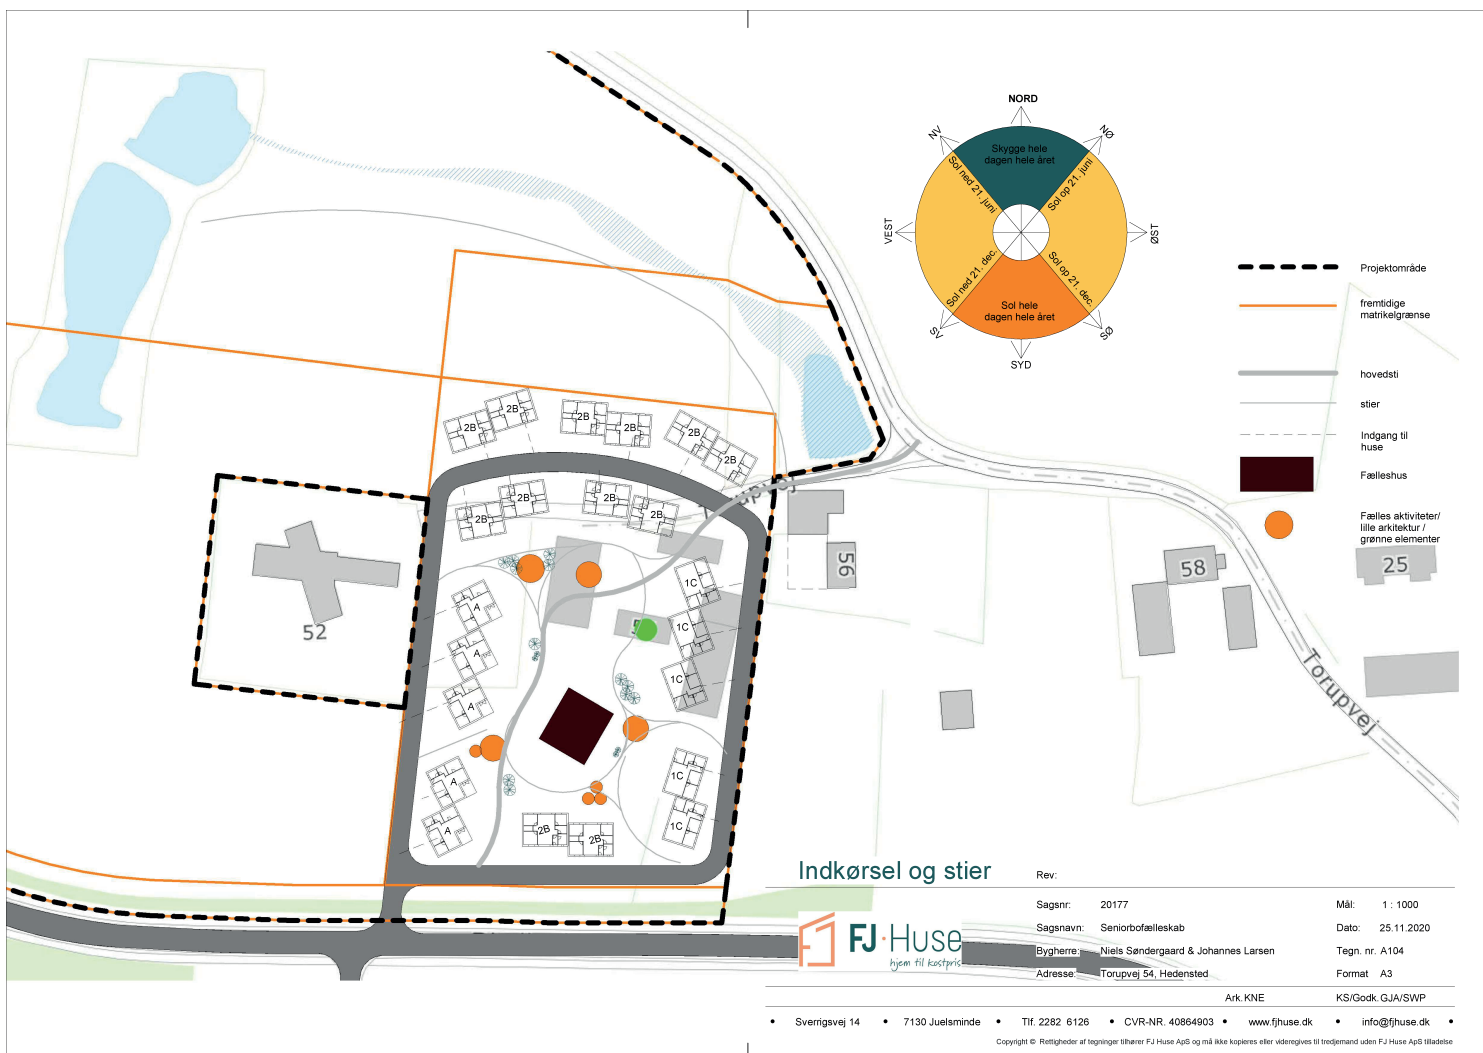 NORD
NV
NØ
Skygge hele
dagen hele året
Sol ned 21. juni
Sol op 21. juni
VEST
ØST
Sol ned 21. dec.
Sol op 21. dec.
Sol hele
dagen hele året
SV
SØ
SYD
Projektområde
fremtidige
matrikelgrænse
hovedsti
stier
Indgang til
huse
Fælleshus
Fælles aktiviteter/
lille arkitektur /
grønne elementer
2B
2B
2B
2B
2B
2B
2B
2B
2B
2B
Torupvej
56
58
25
52
5
1C
1C
1C
1C
1C
A
A
A
A
A
2B
2B
Torupvej
Indkørsel og stier
Rev:
Sagsnr: 20177
Mål: 1 : 1000
Sagsnavn: Seniorbofælleskab
Dato: 25.11.2020
Bygherre: Niels Søndergaard & Johannes Larsen
Tegn. nr. A104
Adresse: Torupvej 54, Hedensted
Format A3
FJ·Huse
hjem til kostpris
Ark. KNE
KS/Godk. GJA/SWP
• Sverrigsvej 14 • 7130 Juelsminde • Tlf. 2282 6126 • CVR-NR. 40864903 • www.fjhuse.dk • info@fjhuse.dk •
Copyright © Rettigheder af tegninger tilhører FJ Huse ApS og må ikke kopieres eller videregives til tredjemand uden FJ Huse ApS tilladelse